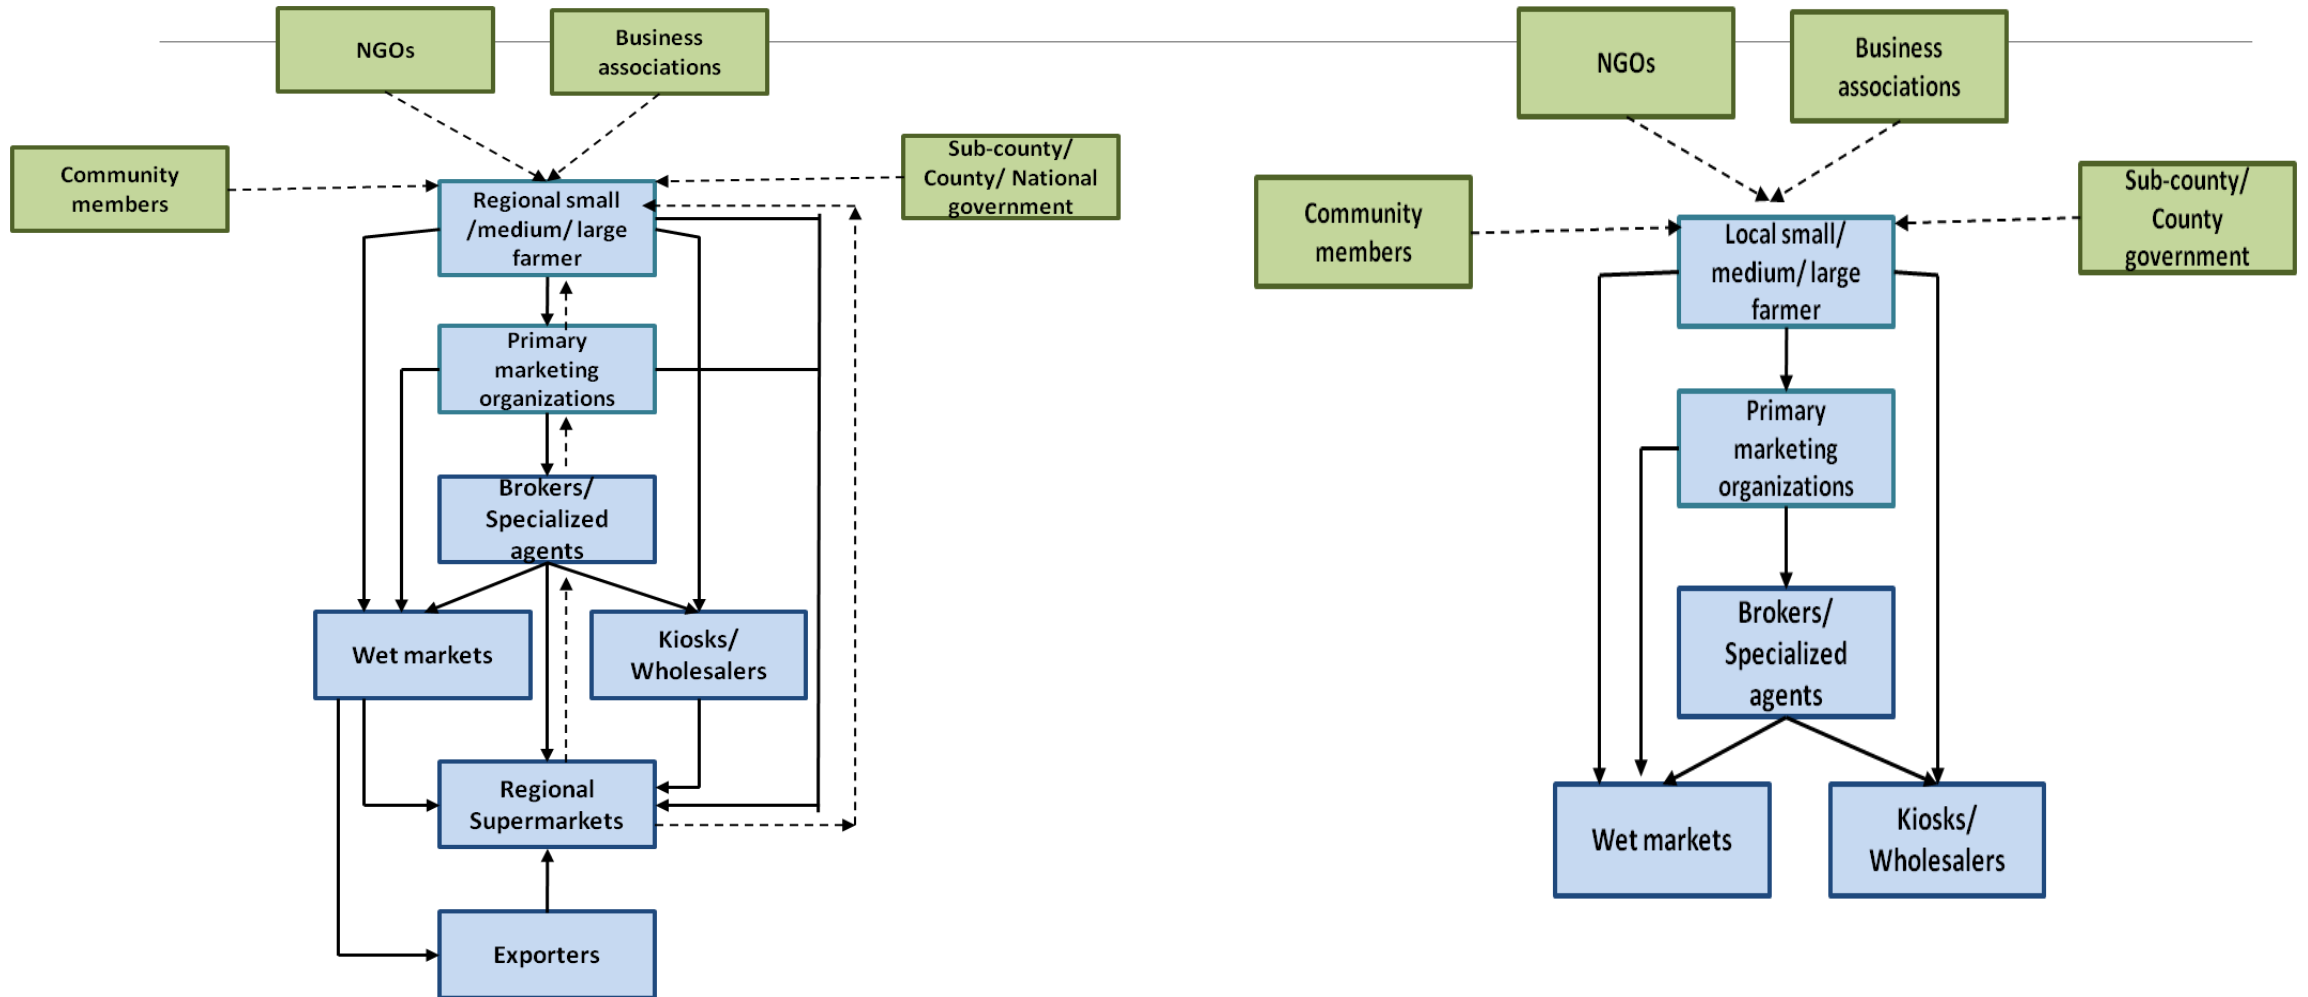 NGOs
Business
associations
Community
members
Sub-county/
County/ National
government
Regional small
/medium/ large
farmer
Primary
marketing
organizations
Brokers/
Specialized
agents
Wet markets
Kiosks/
Wholesalers
Regional
Supermarkets
Exporters
NGOs
Business
associations
Community
members
Sub-county/
County
government
Local small/
medium/ large
farmer
Primary
marketing
organizations
Brokers/
Specialized
agents
Wet markets
Kiosks/
Wholesalers